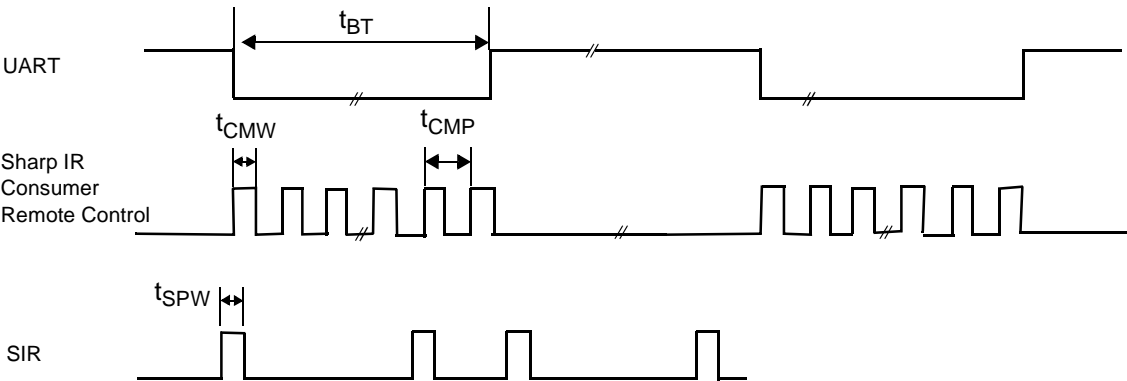 tBT
UART
tCMW
tCMP
Sharp IR
Consumer
Remote Control
tSPW
SIR